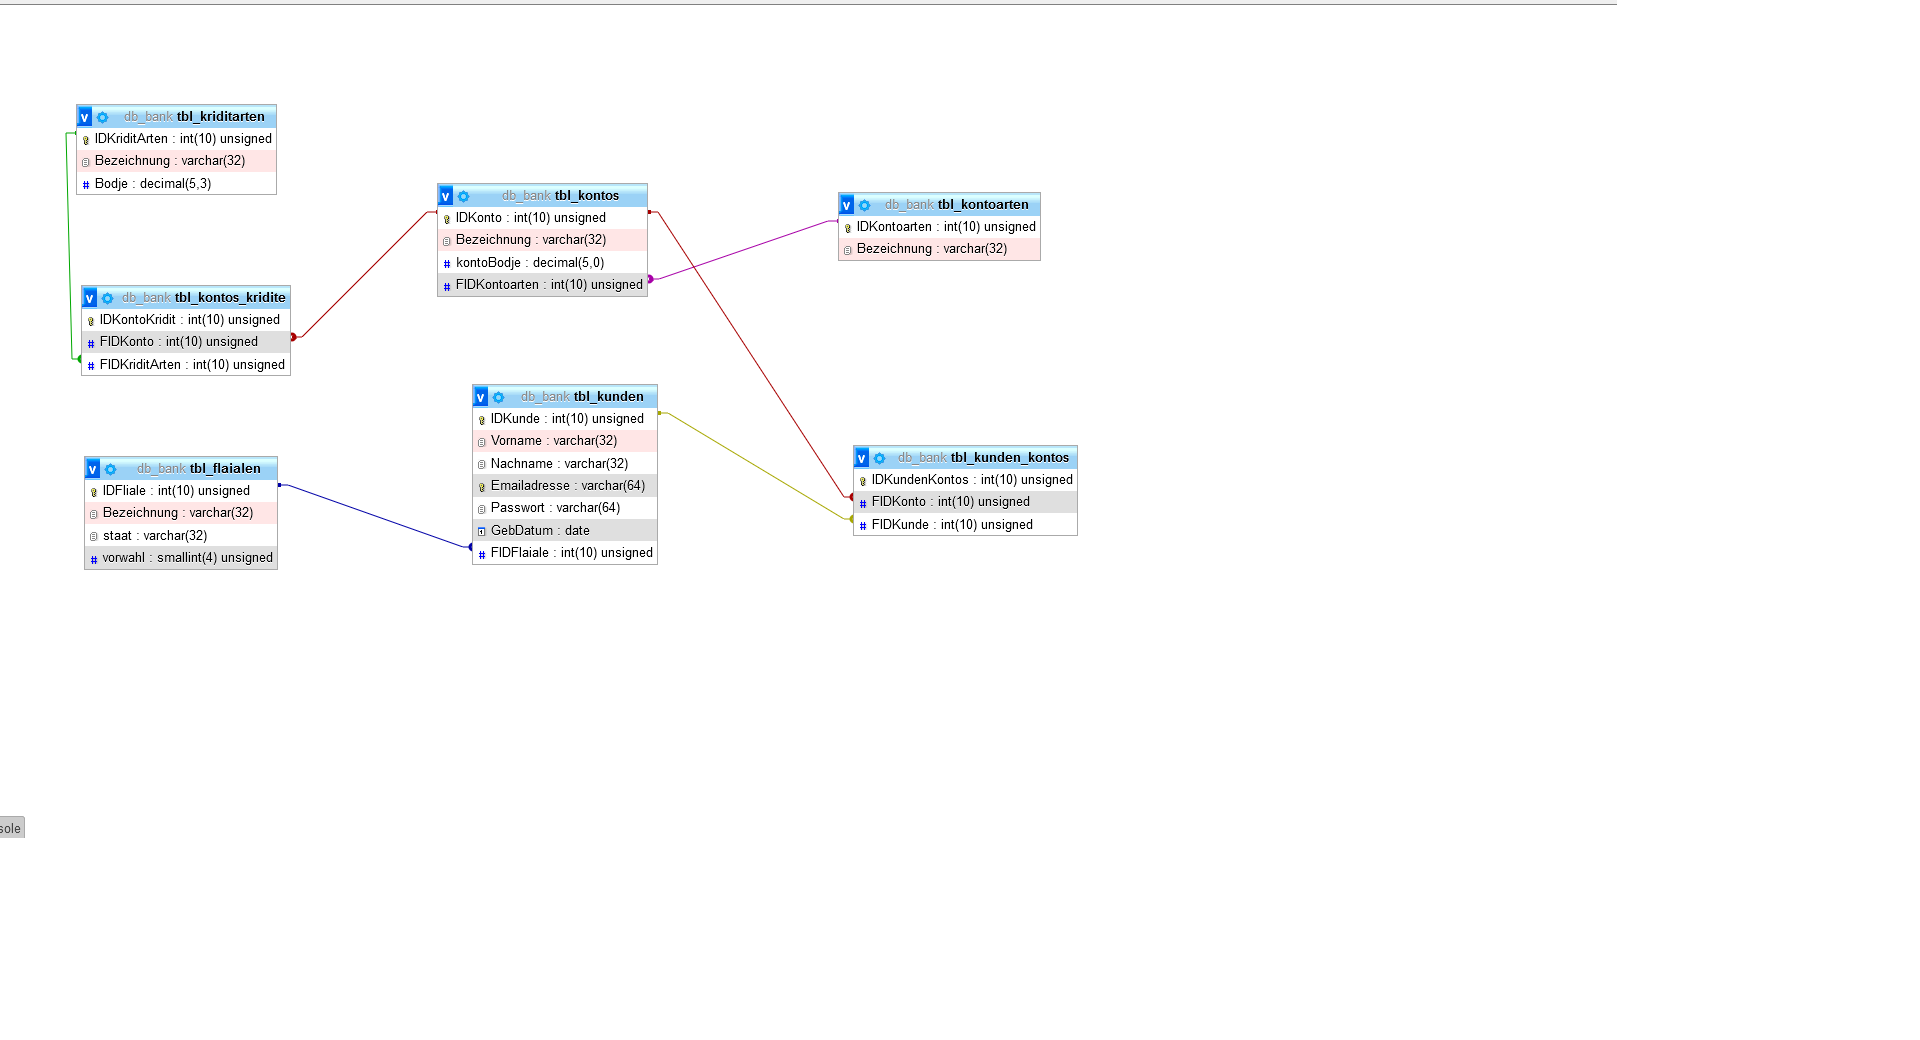 v db_bank tbl_kriditarten
IDKriditArten : int(10) unsigned
Bezeichnung : varchar(32)
# Bodje : decimal(5,3)
v db_bank tbl_kontos_kridite
IDKontoKridit : int(10) unsigned
# FIDKonto : int(10) unsigned
# FIDKriditArten : int(10) unsigned
v db_bank tbl_flaialen
IDFliale : int(10) unsigned
Bezeichnung : varchar(32)
staat : varchar(32)
# vorwahl : smallint(4) unsigned
v db_bank tbl_kontos
IDKonto : int(10) unsigned
Bezeichnung : varchar(32)
# kontoBodje : decimal(5,0)
# FIDKontoarten : int(10) unsigned
v db_bank tbl_kunden
IDKunde : int(10) unsigned
Vorname : varchar(32)
Nachname : varchar(32)
Emailadresse : varchar(64)
Passwort : varchar(64)
GebDatum : date
# FIDFlaiale : int(10) unsigned
v db_bank tbl_kontoarten
IDKontoarten : int(10) unsigned
Bezeichnung : varchar(32)
v db_bank tbl_kunden_kontos
IDKundenKontos : int(10) unsigned
# FIDKonto : int(10) unsigned
# FIDKunde : int(10) unsigned
sole